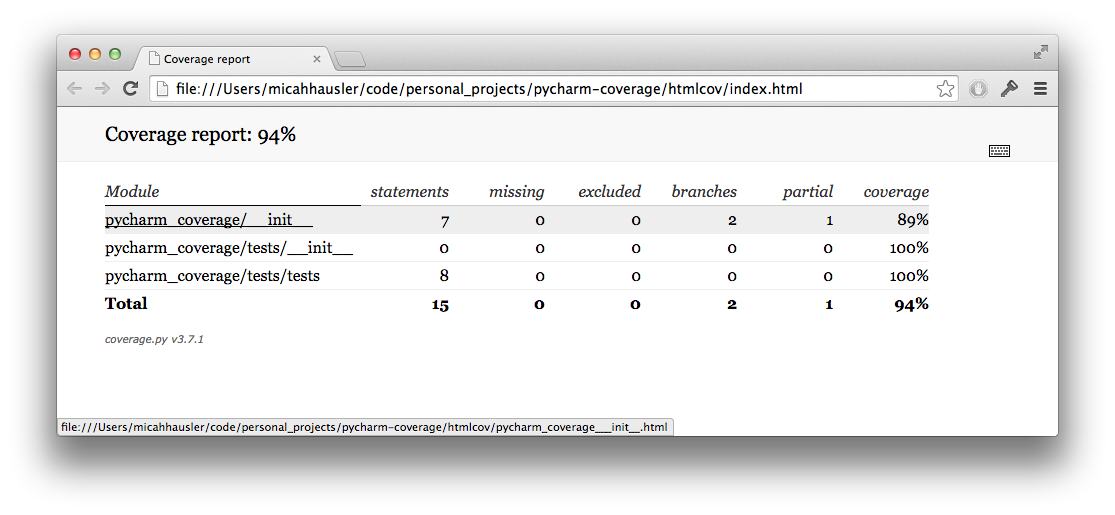 Coverage report
file:///Users/micahhausler/code/personal_projects/pycharm-coverage/htmlcov/index.html
Coverage report: 94%
Module statements missing excluded branches partial coverage
pycharm_coverage/__init__ 7 0 0 2 1 89%
pycharm_coverage/tests/__init__ 0 0 0 0 0 100%
pycharm_coverage/tests/tests 8 0 0 0 0 100%
Total 15 0 0 2 1 94%
coverage.py v3.7.1
file:///Users/micahhausler/code/personal_projects/pycharm-coverage/htmlcov/pycharm_coverage___init__.html